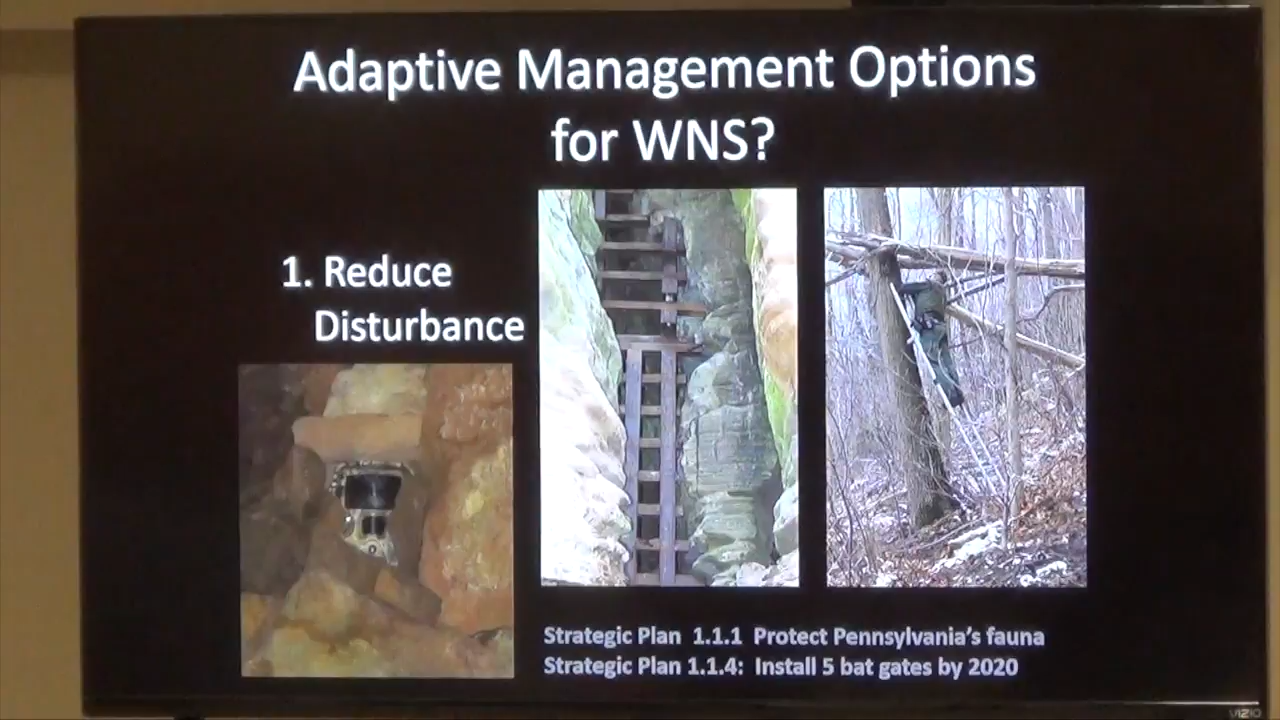 Adaptive Management Options
for WNS?
1. Reduce
Disturbance
Strategic Plan 1.1.1 Protect Pennsylvania's fauna
Strategic Plan 1.1.4: Install 5 bat gates by 2020
VIZIO